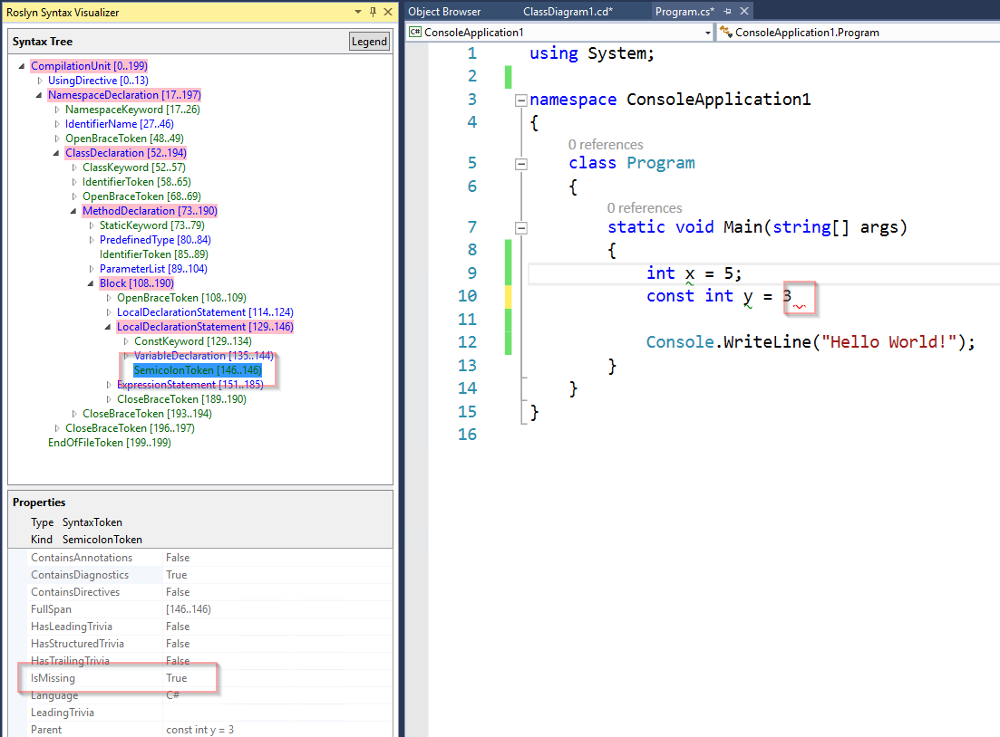 Roslyn Syntax Visualizer
Syntax Tree
Legend
CompilationUnit [0..199)
UsingDirective [0..13)
NamespaceDeclaration [17..197)
NamespaceKeyword [17..26)
IdentifierName [27..46)
OpenBraceToken [48..49)
ClassDeclaration [52..194)
ClassKeyword [52..57)
IdentifierToken [58..65)
OpenBraceToken [68..69)
MethodDeclaration [73..190)
StaticKeyword [73..79)
PredefinedType [80..84)
IdentifierToken [85..89)
ParameterList [89..104)
Block [108..190)
OpenBraceToken [108..109)
LocalDeclarationStatement [114..124)
LocalDeclarationStatement [129..146)
ConstKeyword [129..134)
VariableDeclaration [135..144)
SemicolonToken [146..146)
ExpressionStatement [151..185)
CloseBraceToken [189..190)
CloseBraceToken [193..194)
CloseBraceToken [196..197)
EndOfFileToken [199..199)
Properties
Type SyntaxToken
Kind SemicolonToken
ContainsAnnotations False
ContainsDiagnostics True
ContainsDirectives False
FullSpan [146..146)
HasLeadingTrivia False
HasStructuredTrivia False
HasTrailingTrivia False
IsMissing True
Language C#
LeadingTrivia
Parent const int y = 3
Object Browser ClassDiagram1.cd* Program.cs*
C# ConsoleApplication1 ConsoleApplication1.Program
1 using System;
2
3 namespace ConsoleApplication1
4 {
0 references
5 class Program
6 {
0 references
7 static void Main(string[] args)
8 {
9 int x = 5;
10 const int y = 3
11
12 Console.WriteLine("Hello World!");
13 }
14 }
15 }
16